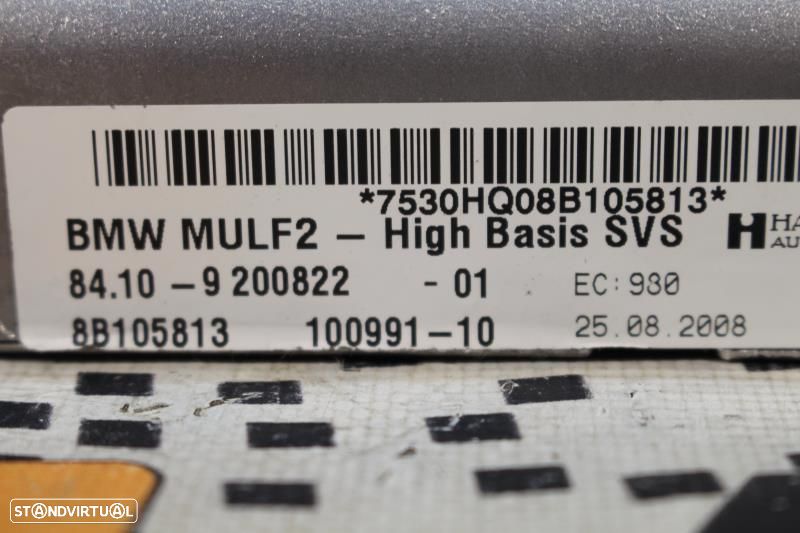 *7530HQ08B105813*
BMW MULF2 – High Basis SVS
84.10 – 9 200822 - 01 EC: 980
8B105813 100991-10 25.08.2008
STANDVIRTUAL